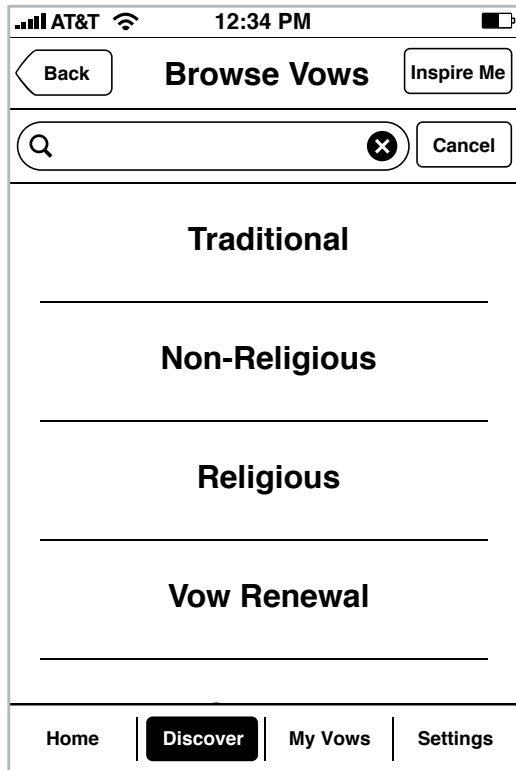 AT&T 12:34 PM
Back Browse Vows Inspire Me
Cancel
Traditional
Non-Religious
Religious
Vow Renewal
Home Discover My Vows Settings